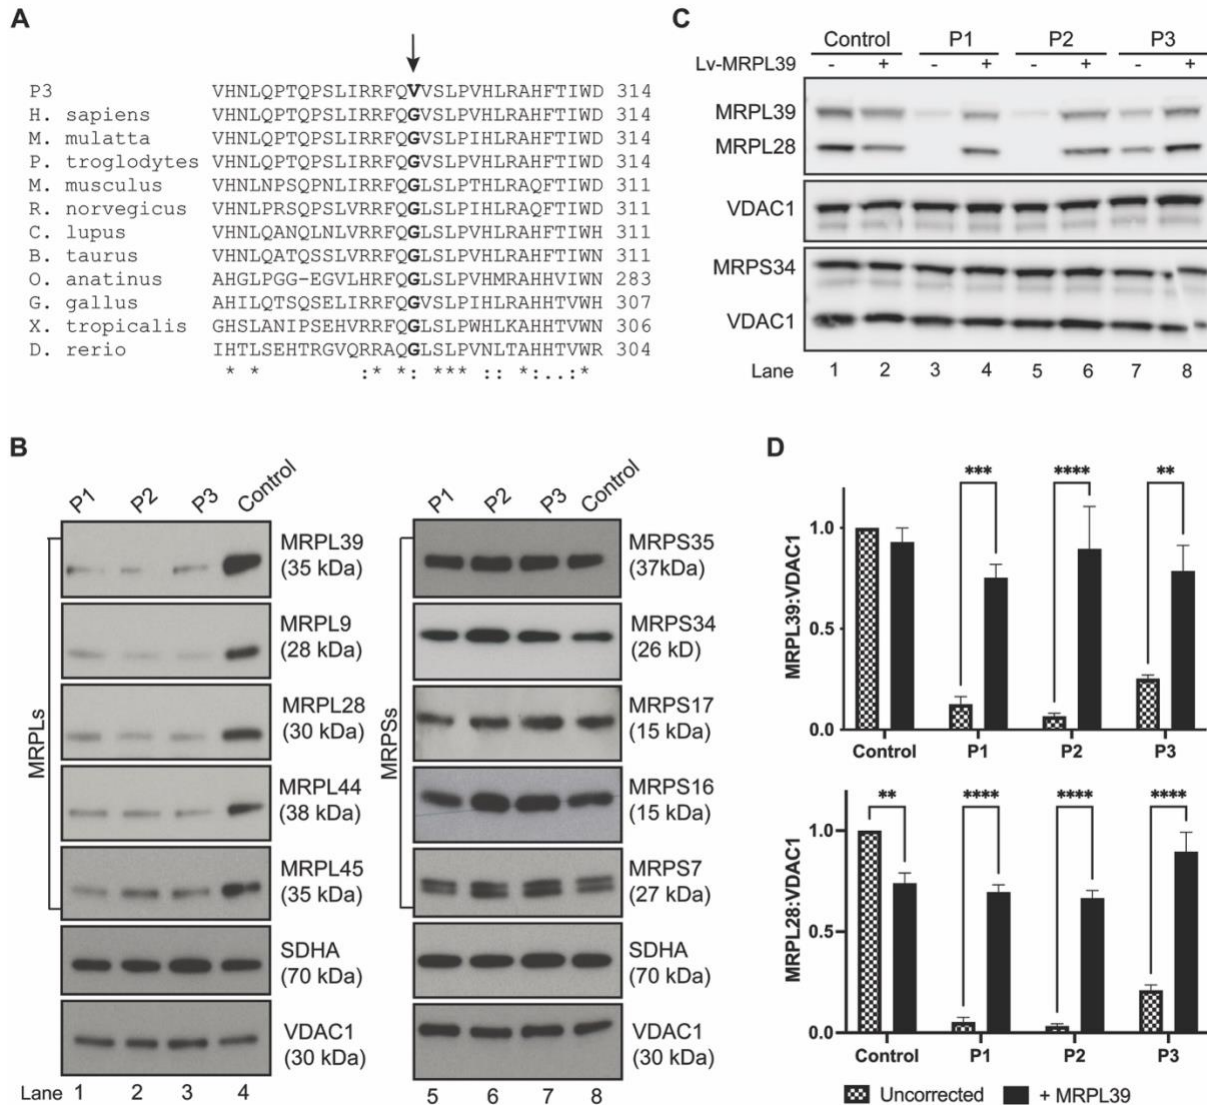 A
P3 VHNLQPTQPSLIRRFQVVSLPVHLRAHFTIWD 314
H. sapiens VHNLQPTQPSLIRRFQGVSLPVHLRAHFTIWD 314
M. mulatta VHNLQPTQPSLIRRFQGVSLPVHLRAHFTIWD 314
P. troglodytes VHNLQPTQPSLIRRFQGVSLPVHLRAHFTIWD 314
M. musculus VHNLNPSQPNLIRRFQGLSLPTHLRAQFTIWD 311
R. norvegicus VHNLPRSQPSLVRRFQGLSLPIHLRAQFTIWD 311
C. lupus VHNLQANQLNLVRRFQGLSLPVHLRAHFTIWH 311
B. taurus VHNLQATQSSLVRRFQGLSLPVHLRAHFTIWN 311
O. anatinus AHGLPGG-EGVLHRFQGLSLPVHMRAHHVIWN 283
G. gallus AHILQTSQSELIRRFQGVSLPIHLRAHHTVWH 307
X. tropicalis GHSLANIPSEHVRRFQGLSLPWHLKAHHTVWN 306
D. rerio IHTLSEHTRGVQRRAQGLSLPVNLTAHHTVWR 304
* * :* *: *** :: *:..:*
B
P1 P2 P3 Control
MRPLs
MRPL39
(35 kDa)
MRPL9
(28 kDa)
MRPL28
(30 kDa)
MRPL44
(38 kDa)
MRPL45
(35 kDa)
SDHA
(70 kDa)
VDAC1
(30 kDa)
Lane 1 2 3 4
P1 P2 P3 Control
MRPSs
MRPS35
(37kDa)
MRPS34
(26 kD)
MRPS17
(15 kDa)
MRPS16
(15 kDa)
MRPS7
(27 kDa)
SDHA
(70 kDa)
VDAC1
(30 kDa)
5 6 7 8
C
Control P1 P2 P3
Lv-MRPL39 - + - + - + - +
MRPL39
MRPL28
VDAC1
MRPS34
VDAC1
Lane 1 2 3 4 5 6 7 8
D
*** **** **
MRPL39:VDAC1
1.0
0.5
0.0
Control P1 P2 P3
** **** **** ****
MRPL28:VDAC1
1.0
0.5
0.0
Control P1 P2 P3
Uncorrected + MRPL39